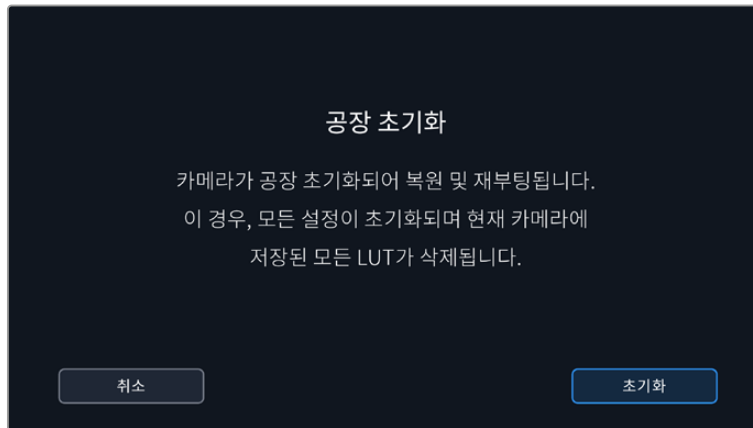 공장 초기화
카메라가 공장 초기화되어 복원 및 재부팅됩니다.
이 경우, 모든 설정이 초기화되며 현재 카메라에
저장된 모든 LUT가 삭제됩니다.
취소
초기화